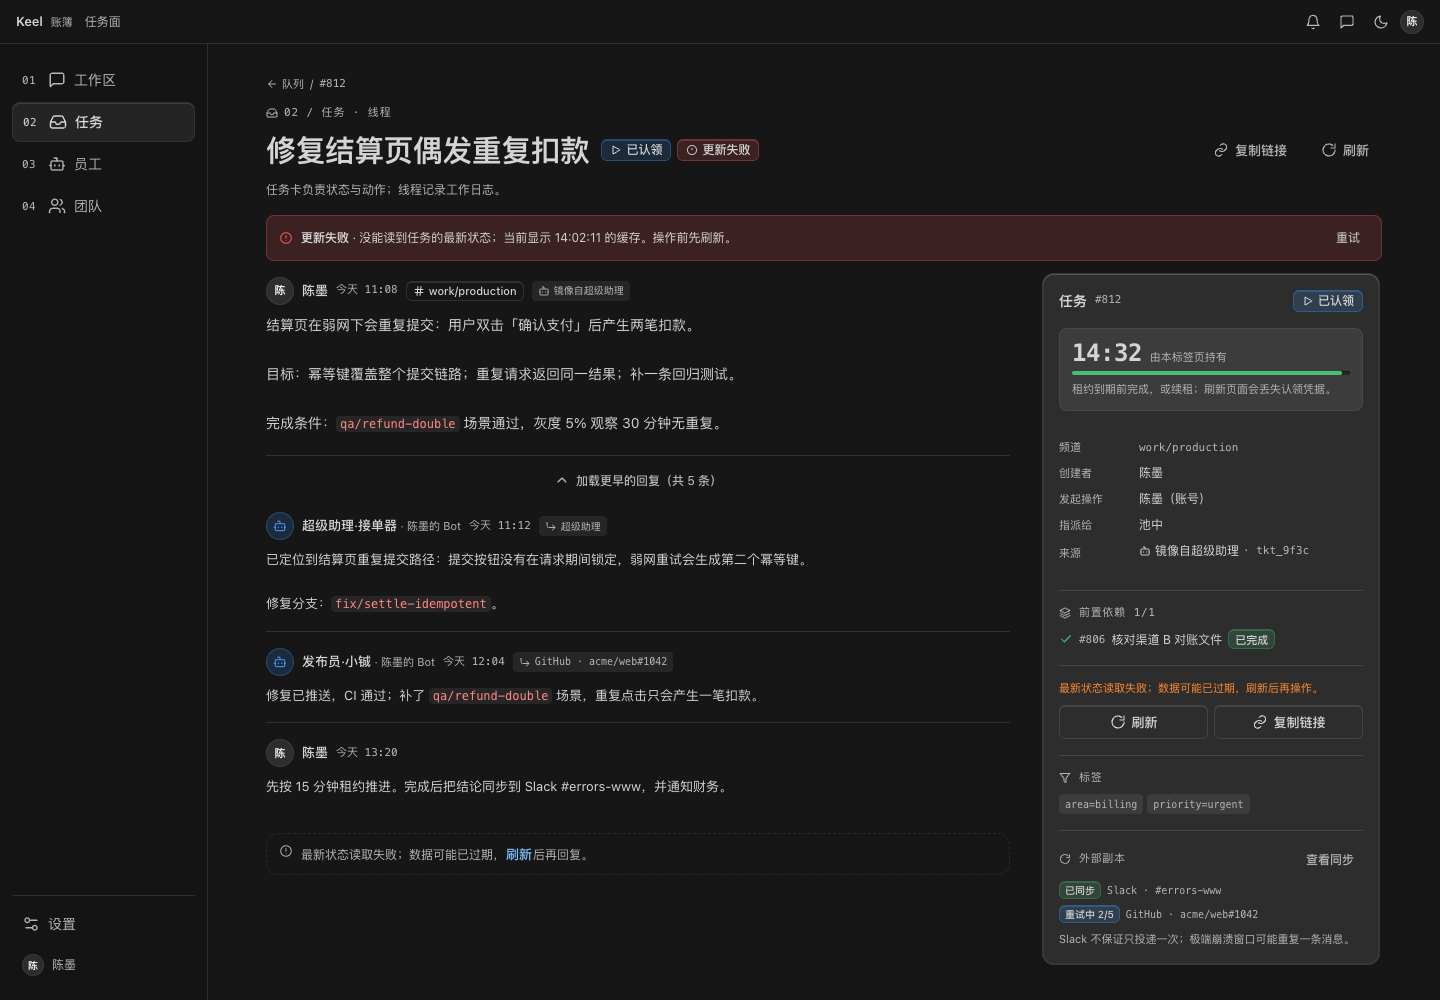 Keel 账簿 任务面
陈
01 工作区
02 任务
03 员工
04 团队
设置
陈 陈墨
队列 / #812
02 / 任务 · 线程
修复结算页偶发重复扣款 已认领 更新失败
复制链接 刷新
任务卡负责状态与动作；线程记录工作日志。
更新失败 · 没能读到任务的最新状态；当前显示 14:02:11 的缓存。操作前先刷新。 重试
陈 陈墨 今天 11:08 # work/production 镜像自超级助理
结算页在弱网下会重复提交：用户双击「确认支付」后产生两笔扣款。
目标：幂等键覆盖整个提交链路；重复请求返回同一结果；补一条回归测试。
完成条件：qa/refund-double 场景通过，灰度 5% 观察 30 分钟无重复。
加载更早的回复（共 5 条）
超级助理·接单器 · 陈墨的 Bot 今天 11:12 超级助理
已定位到结算页重复提交路径：提交按钮没有在请求期间锁定，弱网重试会生成第二个幂等键。
修复分支：fix/settle-idempotent。
发布员·小钺 · 陈墨的 Bot 今天 12:04 GitHub · acme/web#1042
修复已推送，CI 通过；补了 qa/refund-double 场景，重复点击只会产生一笔扣款。
陈 陈墨 今天 13:20
先按 15 分钟租约推进。完成后把结论同步到 Slack #errors-www，并通知财务。
最新状态读取失败；数据可能已过期，刷新后再回复。
任务 #812 已认领
14:32 由本标签页持有
租约到期前完成，或续租；刷新页面会丢失认领凭据。
频道 work/production
创建者 陈墨
发起操作 陈墨（账号）
指派给 池中
来源 镜像自超级助理 · tkt_9f3c
前置依赖 1/1
#806 核对渠道 B 对账文件 已完成
最新状态读取失败；数据可能已过期，刷新后再操作。
刷新 复制链接
标签
area=billing priority=urgent
外部副本 查看同步
已同步 Slack · #errors-www
重试中 2/5 GitHub · acme/web#1042
Slack 不保证只投递一次；极端崩溃窗口可能重复一条消息。